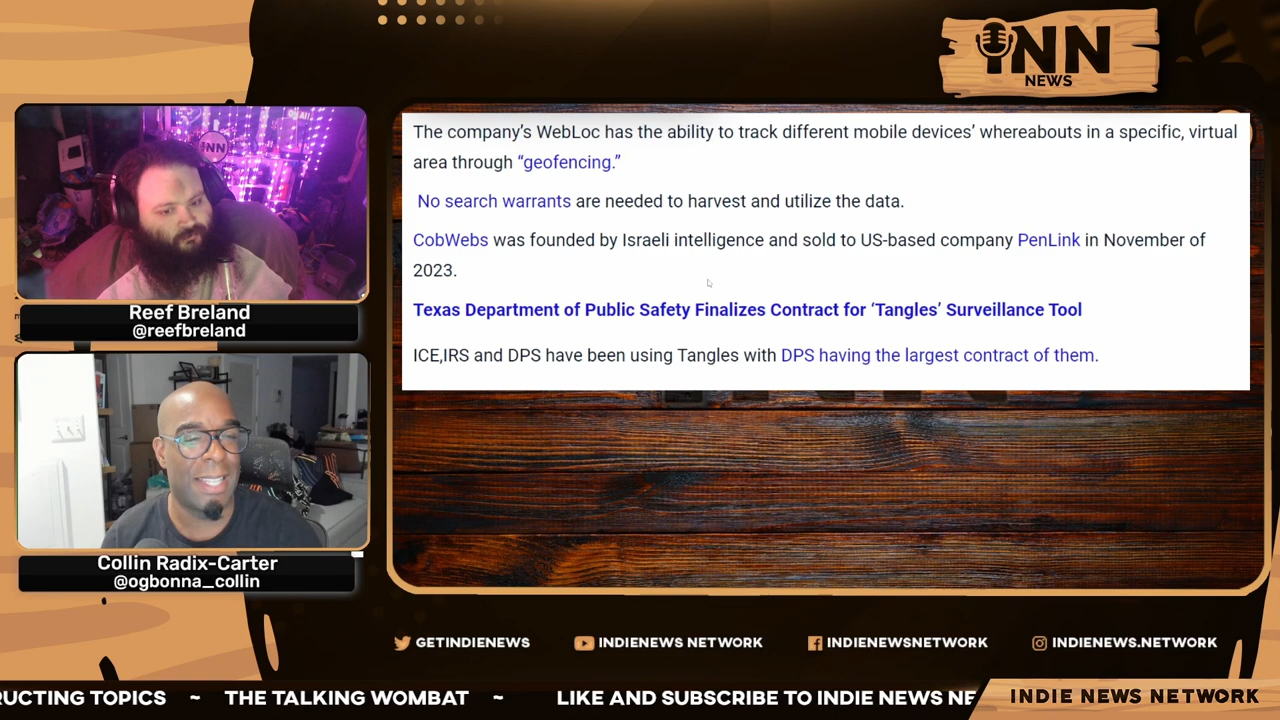 INN
NEWS
The company's WebLoc has the ability to track different mobile devices' whereabouts in a specific, virtual
area through “geofencing.”
No search warrants are needed to harvest and utilize the data.
CobWebs was founded by Israeli intelligence and sold to US-based company PenLink in November of
2023.
Texas Department of Public Safety Finalizes Contract for ‘Tangles’ Surveillance Tool
ICE,IRS and DPS have been using Tangles with DPS having the largest contract of them.
INN
Reef Breland
@reefbreland
Collin Radix-Carter
@ogbonna_collin
GETINDIENEWS INDIENEWS NETWORK INDIENEWSNETWORK INDIENEWS.NETWORK
RUCTING TOPICS ~ THE TALKING WOMBAT ~ LIKE AND SUBSCRIBE TO INDIE NEWS NE INDIE NEWS NETWORK